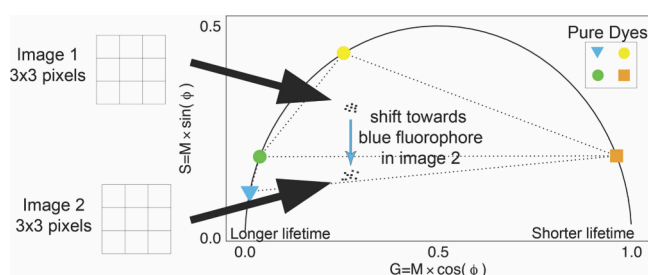 Image 1
3x3 pixels
Image 2
3x3 pixels
S=M×sin(φ)
0.5
0.0
Pure Dyes
shift towards
blue fluorophore
in image 2
Longer lifetime
Shorter lifetime
0.0
0.5
1.0
G=M×cos(φ)